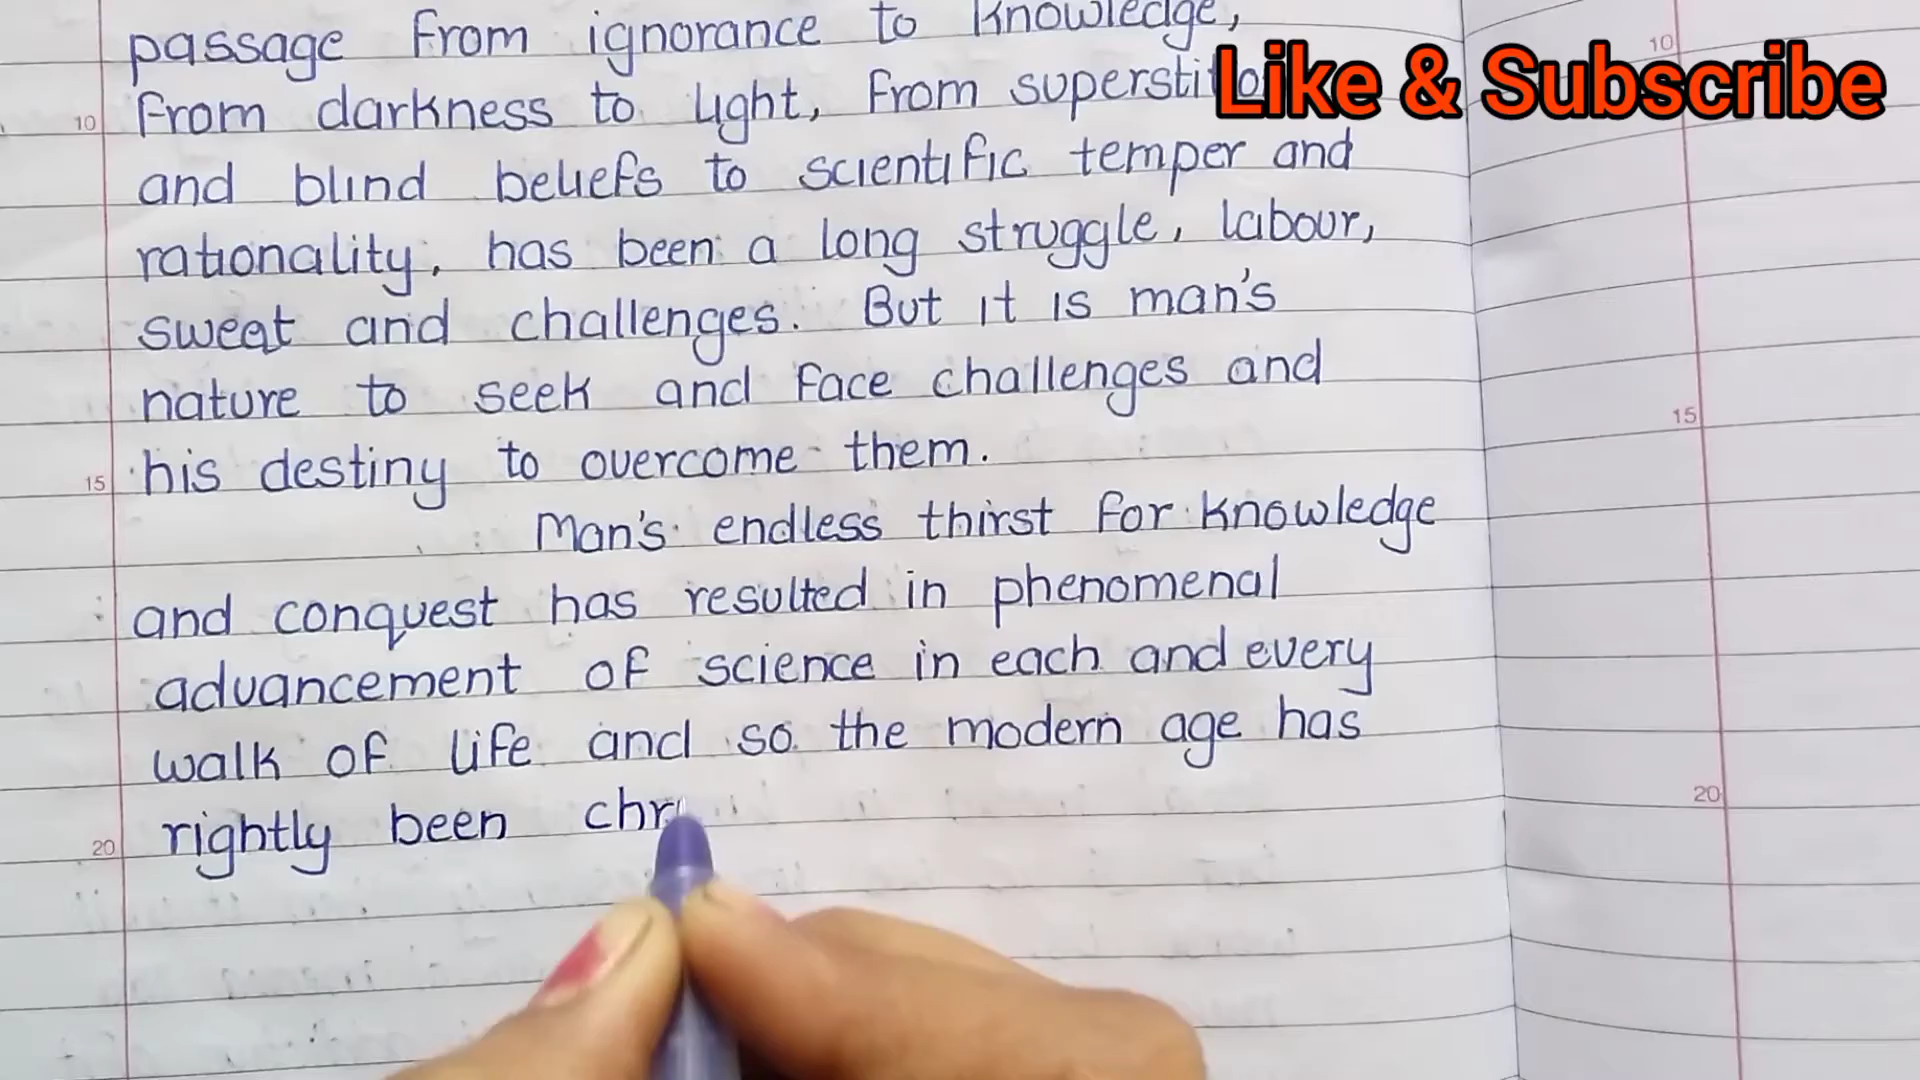 passage from ignorance to knowledge,
Like & Subscribe
from darkness to light, from
10
10
and blind beliefs to scientific temper and
rationality, has been a long struggle, labour,
sweat and challenges. But it is man's
nature to seek and face challenges and
15
his destiny to overcome them.
15
Man's endless thirst for knowledge
and conquest has resulted in phenomenal
advancement of science in each and every
walk of life and so the modern age has
rightly been chr
20
20